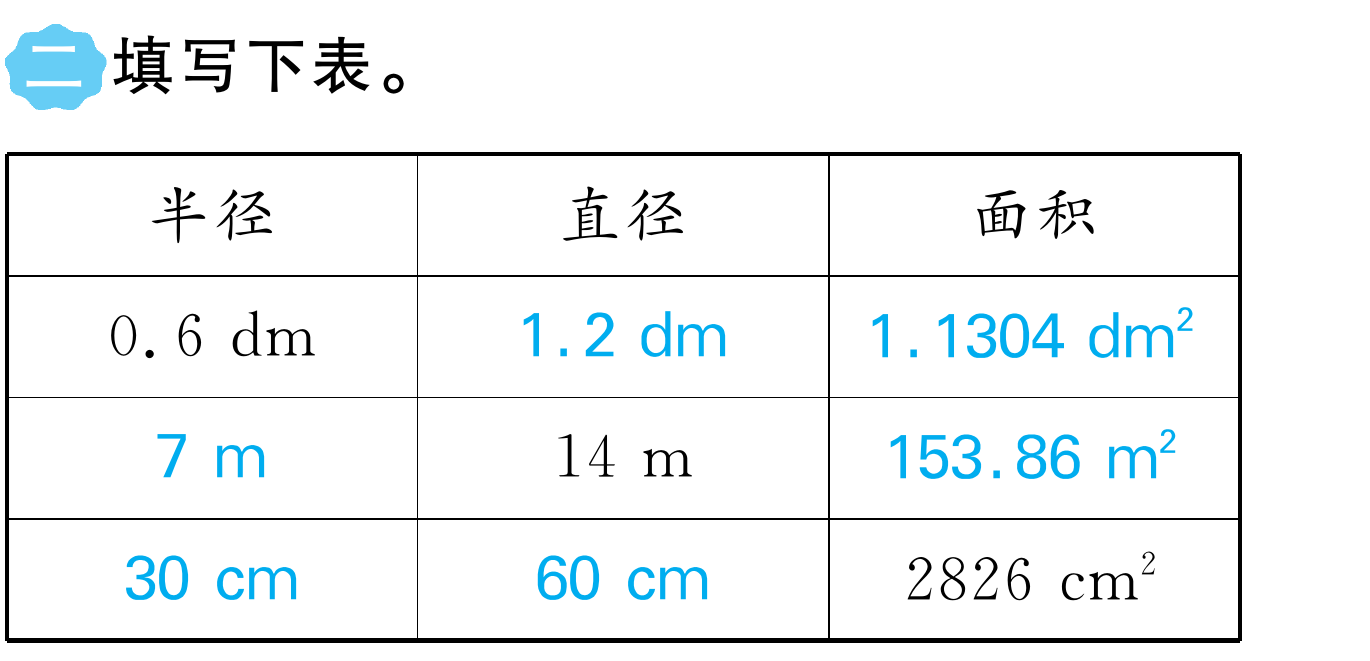 二 填写下表。
半径 直径 面积
0.6 dm 1.2 dm 1.1304 dm²
7 m 14 m 153.86 m²
30 cm 60 cm 2826 cm²